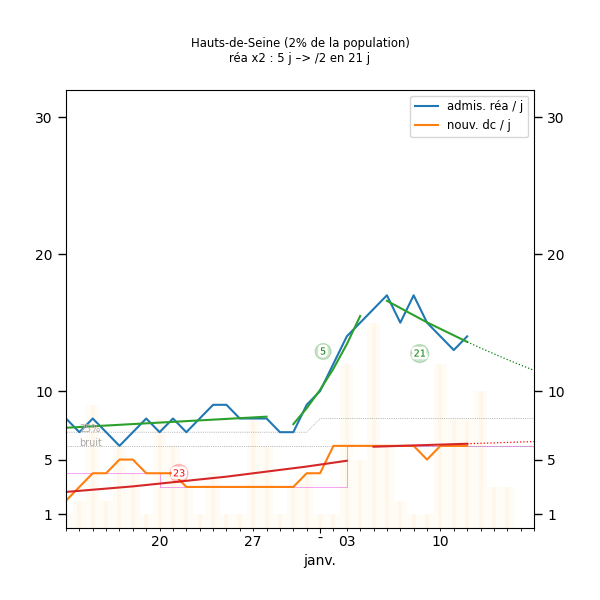 Hauts-de-Seine (2% de la population)
réa x2 : 5 j –> /2 en 21 j
admis. réa / j
nouv. dc / j
30 30
20 20
10 10
5 5
1 1
5
21
23
25%
bruit
20 27 - 03 10
janv.